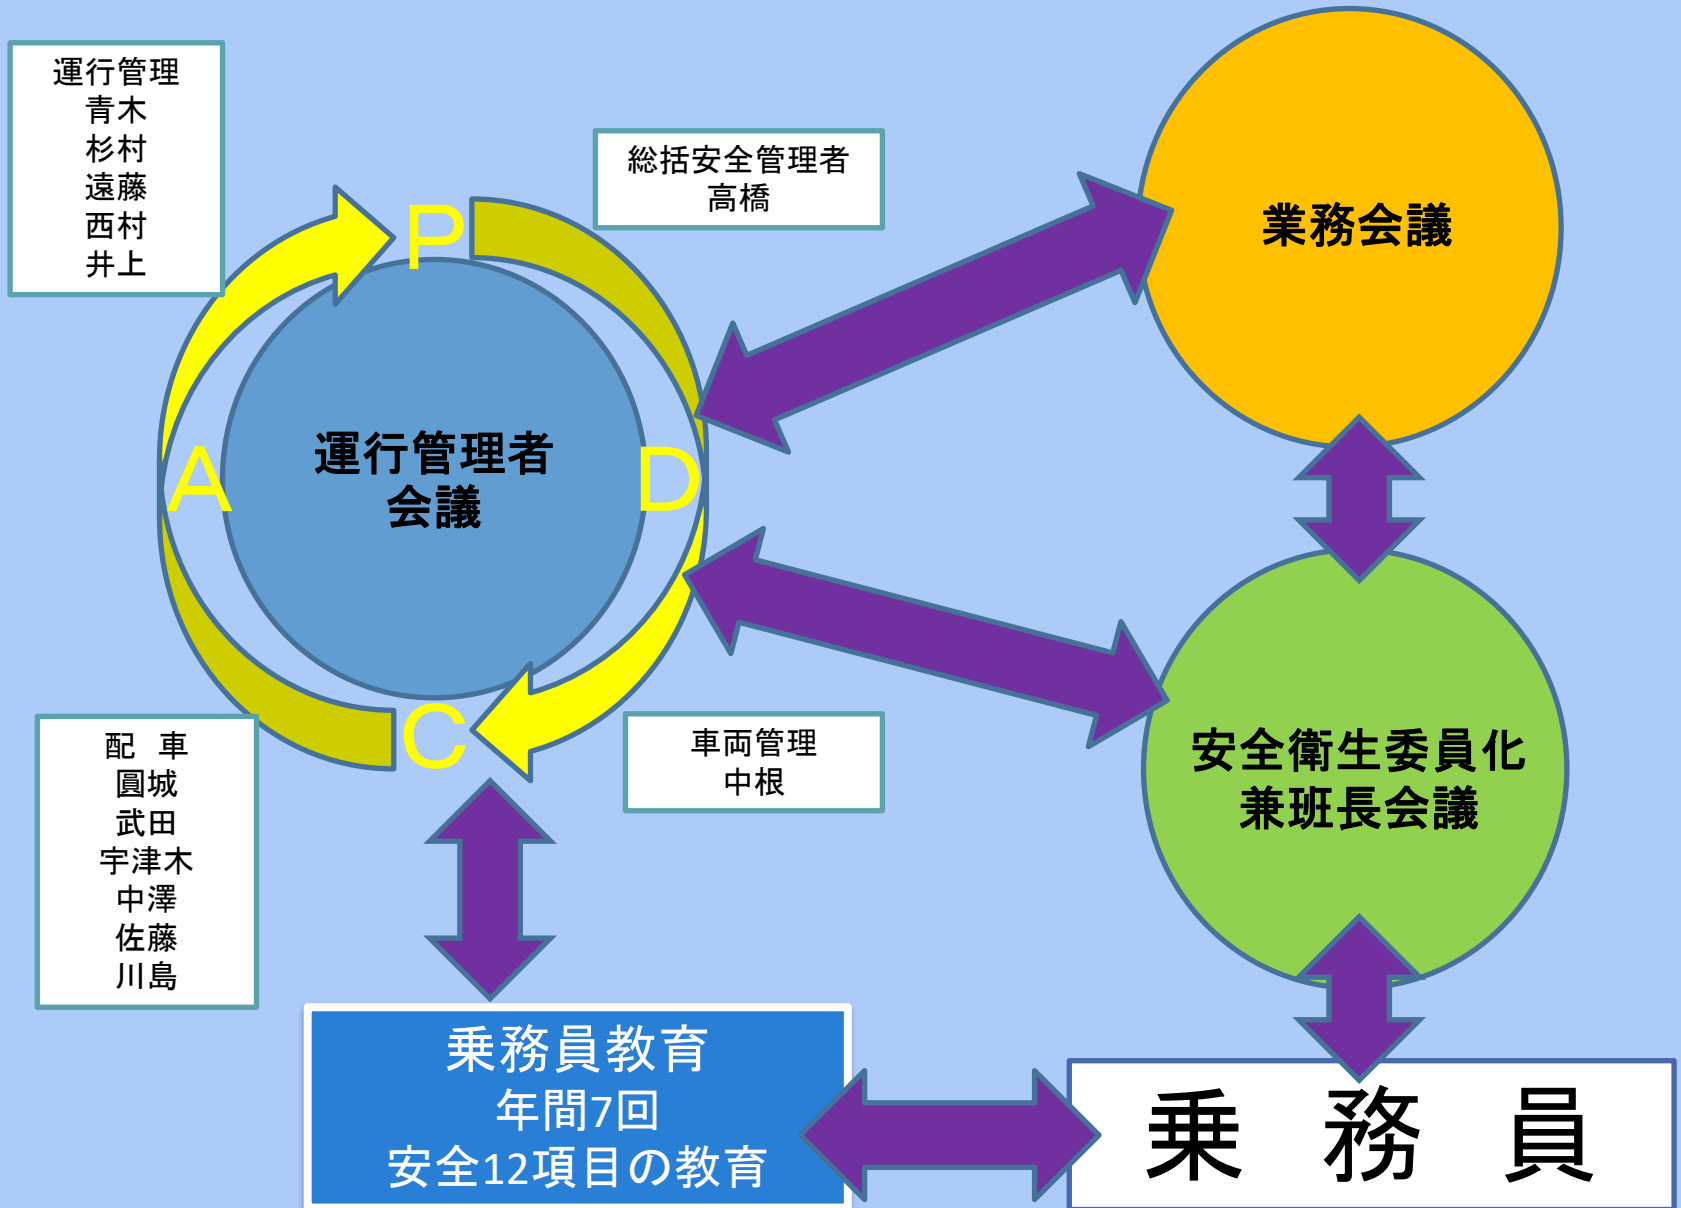 運行管理
青木
杉村
遠藤
西村
井上
総括安全管理者
高橋
業務会議
P
運行管理者
会議
A
D
C
安全衛生委員化
兼班長会議
車両管理
中根
配　車
圓城
武田
宇津木
中澤
佐藤
川島
乗務員教育
年間7回
安全12項目の教育
乗　務　員